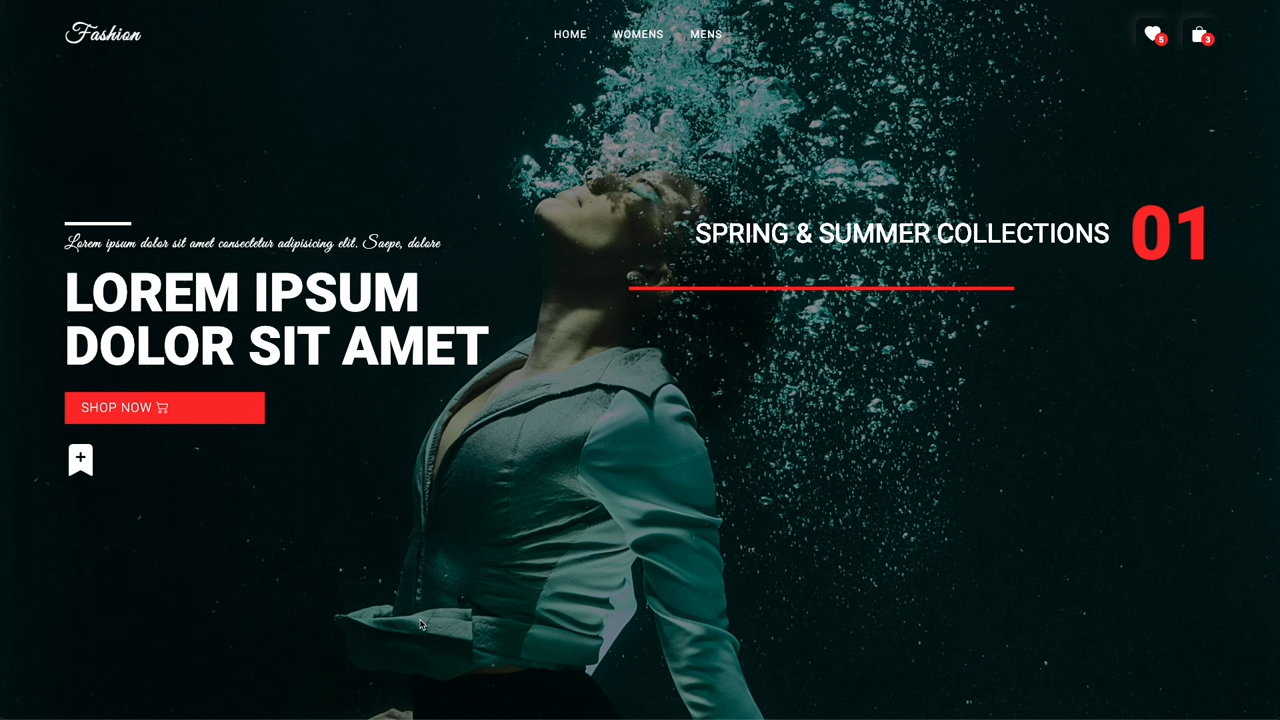 Fashion
HOME
WOMENS
MENS
5
3
Lorem ipsum dolor sit amet consectetur adipisicing elit. Saepe, dolore
LOREM IPSUM
DOLOR SIT AMET
SHOP NOW
SPRING & SUMMER COLLECTIONS
01